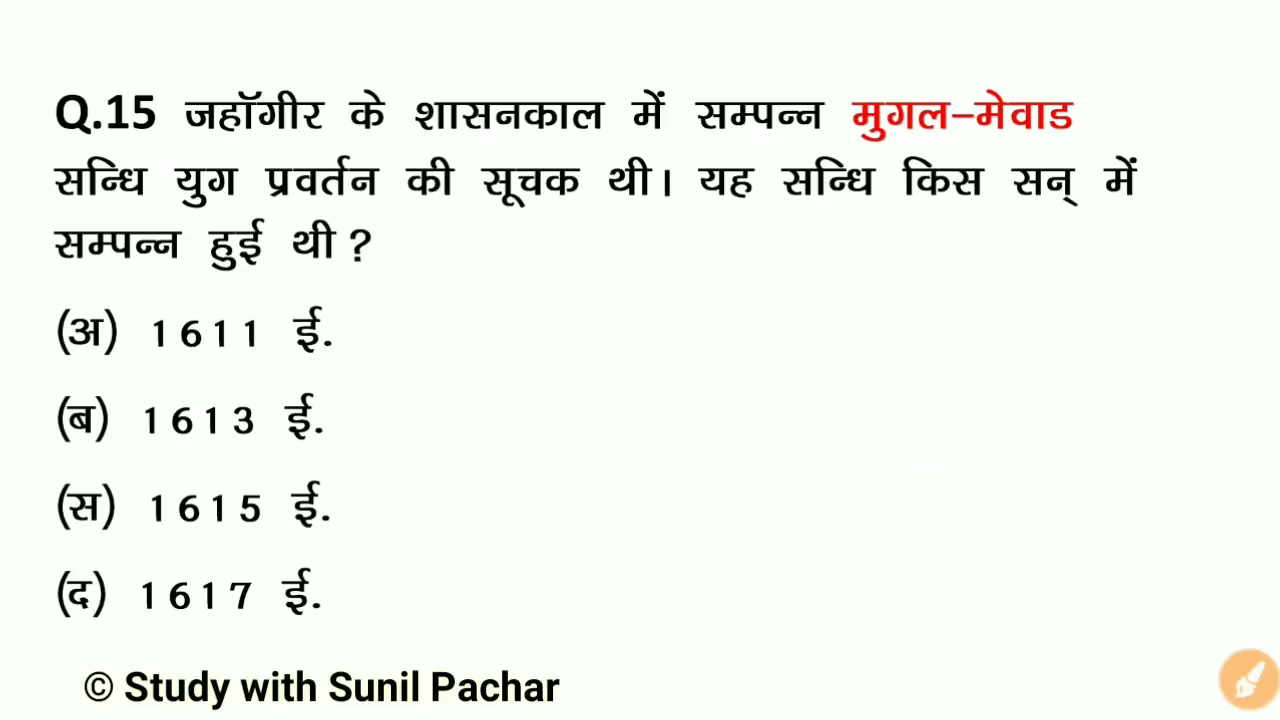 Q.15 जहॉगीर के शासनकाल में सम्पन्न मुगल-मेवाड
सन्धि युग प्रवर्तन की सूचक थी। यह सन्धि किस सन् में
सम्पन्न हुई थी ?
(अ) 1611 ई.
(ब) 1613 ई.
(स) 1615 ई.
(द) 1617 ई.
© Study with Sunil Pachar